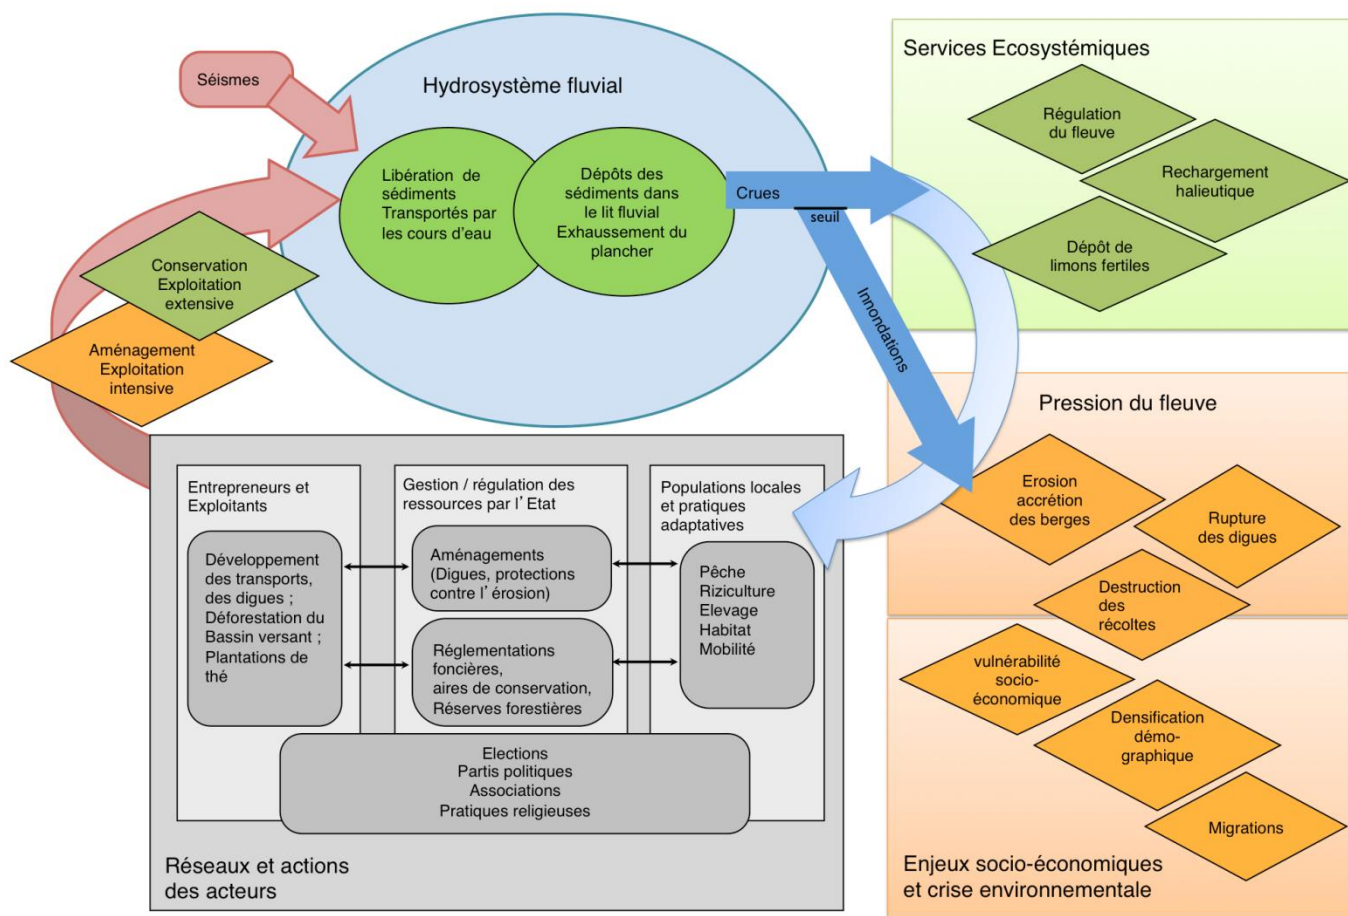 Séismes
Hydrosystème fluvial
Libération de
sédiments
Transportés par
les cours d'eau
Dépôts des
sédiments dans
le lit fluvial
Exhaussement du
plancher
Crues
seuil
Innondations
Conservation
Exploitation
extensive
Aménagement
Exploitation
intensive
Services Ecosystémiques
Régulation
du fleuve
Rechargement
halieutique
Dépôt de
limons fertiles
Pression du fleuve
Erosion
accrétion
des berges
Rupture
des digues
Destruction
des
récoltes
vulnérabilité
socio-
économique
Densification
démo-
graphique
Migrations
Enjeux socio-économiques
et crise environnementale
Entrepreneurs et
Exploitants
Développement
des transports,
des digues ;
Déforestation du
Bassin versant ;
Plantations de
thé
Gestion / régulation des
ressources par l'Etat
Aménagements
(Digues, protections
contre l'érosion)
Réglementations
foncières,
aires de conservation,
Réserves forestières
Populations locales
et pratiques
adaptatives
Pêche
Riziculture
Elevage
Habitat
Mobilité
Elections
Partis politiques
Associations
Pratiques religieuses
Réseaux et actions
des acteurs